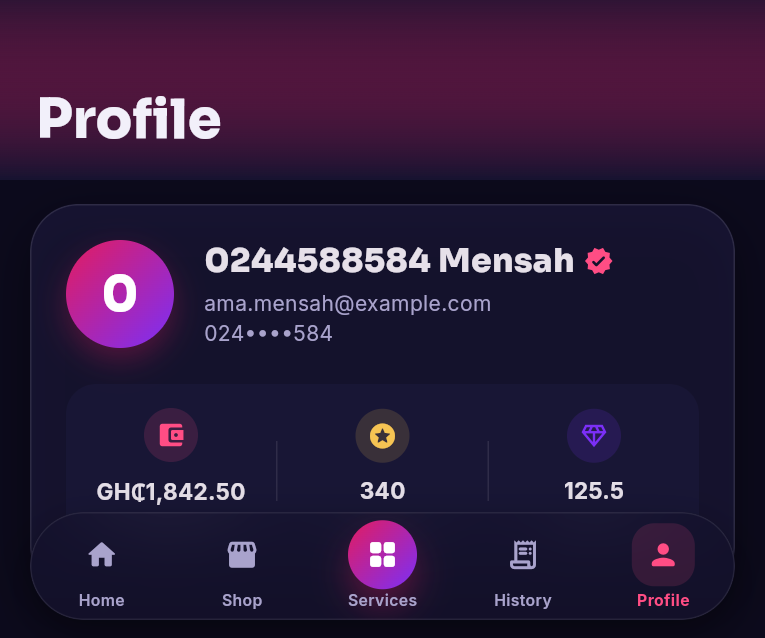 Profile
0
0244588584 Mensah
ama.mensah@example.com
024••••584
GH₵1,842.50
340
125.5
Home
Shop
Services
History
Profile